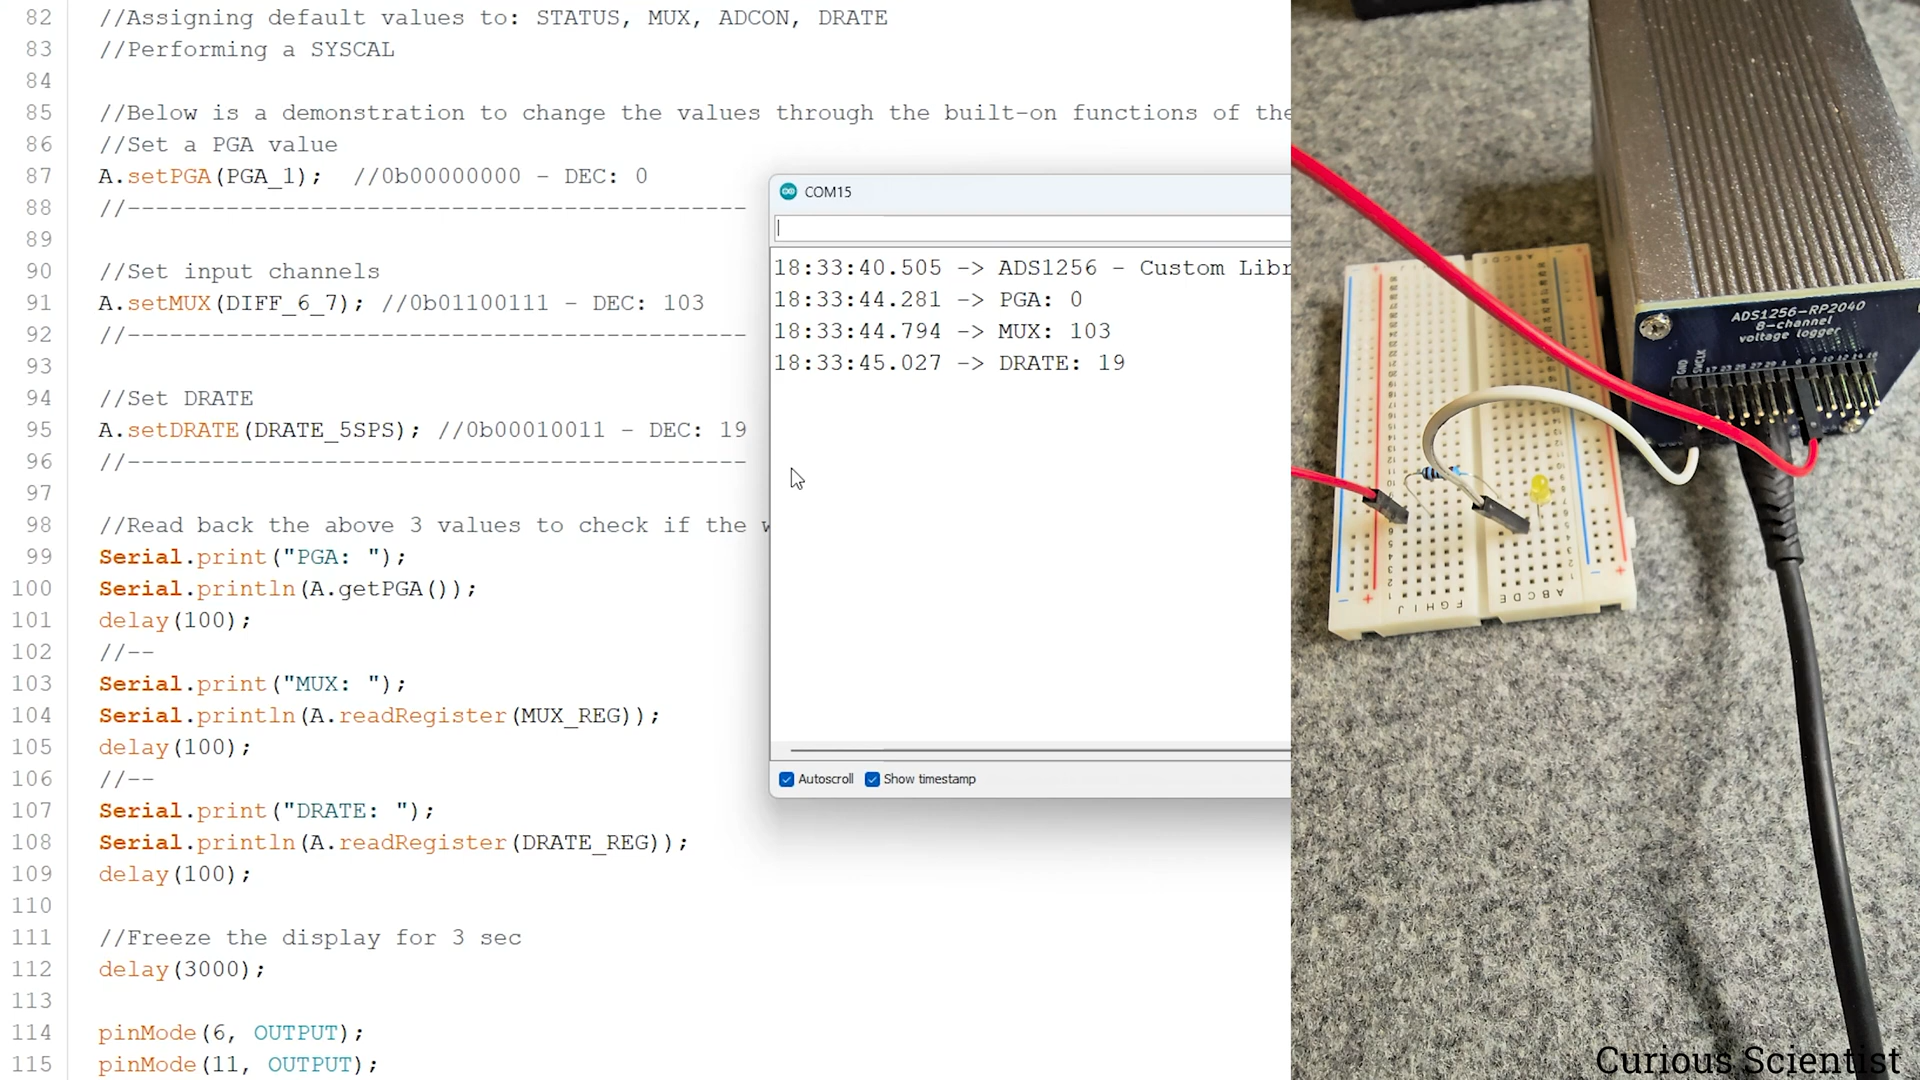 82 //Assigning default values to: STATUS, MUX, ADCON, DRATE
83 //Performing a SYSCAL
84
85 //Below is a demonstration to change the values through the built-on functions of the
86 //Set a PGA value
87 A.setPGA(PGA_1); //0b00000000 - DEC: 0
88 //--------------------------------------------
89
90 //Set input channels
91 A.setMUX(DIFF_6_7); //0b01100111 - DEC: 103
92 //--------------------------------------------
93
94 //Set DRATE
95 A.setDRATE(DRATE_5SPS); //0b00010011 - DEC: 19
96 //--------------------------------------------
97
98 //Read back the above 3 values to check if the
99 Serial.print("PGA: ");
100 Serial.println(A.getPGA());
101 delay(100);
102 //--
103 Serial.print("MUX: ");
104 Serial.println(A.readRegister(MUX_REG));
105 delay(100);
106 //--
107 Serial.print("DRATE: ");
108 Serial.println(A.readRegister(DRATE_REG));
109 delay(100);
110
111 //Freeze the display for 3 sec
112 delay(3000);
113
114 pinMode(6, OUTPUT);
115 pinMode(11, OUTPUT);
COM15
18:33:40.505 -> ADS1256 - Custom Libr
18:33:44.281 -> PGA: 0
18:33:44.794 -> MUX: 103
18:33:45.027 -> DRATE: 19
Autoscroll Show timestamp
ADS1256-RP2040
8-channel
voltage logger
GND SWCLK
Curious Scientist